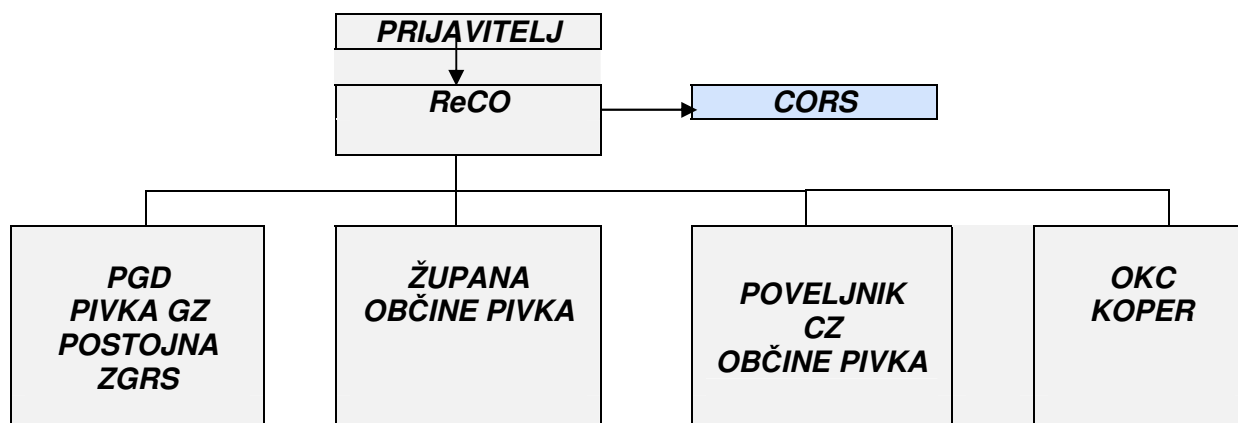 PRIJAVITELJ
ReCO
CORS
PGD
PIVKA GZ
POSTOJNA
ZGRS
ŽUPANA
OBČINE PIVKA
POVELJNIK
CZ
OBČINE PIVKA
OKC
KOPER